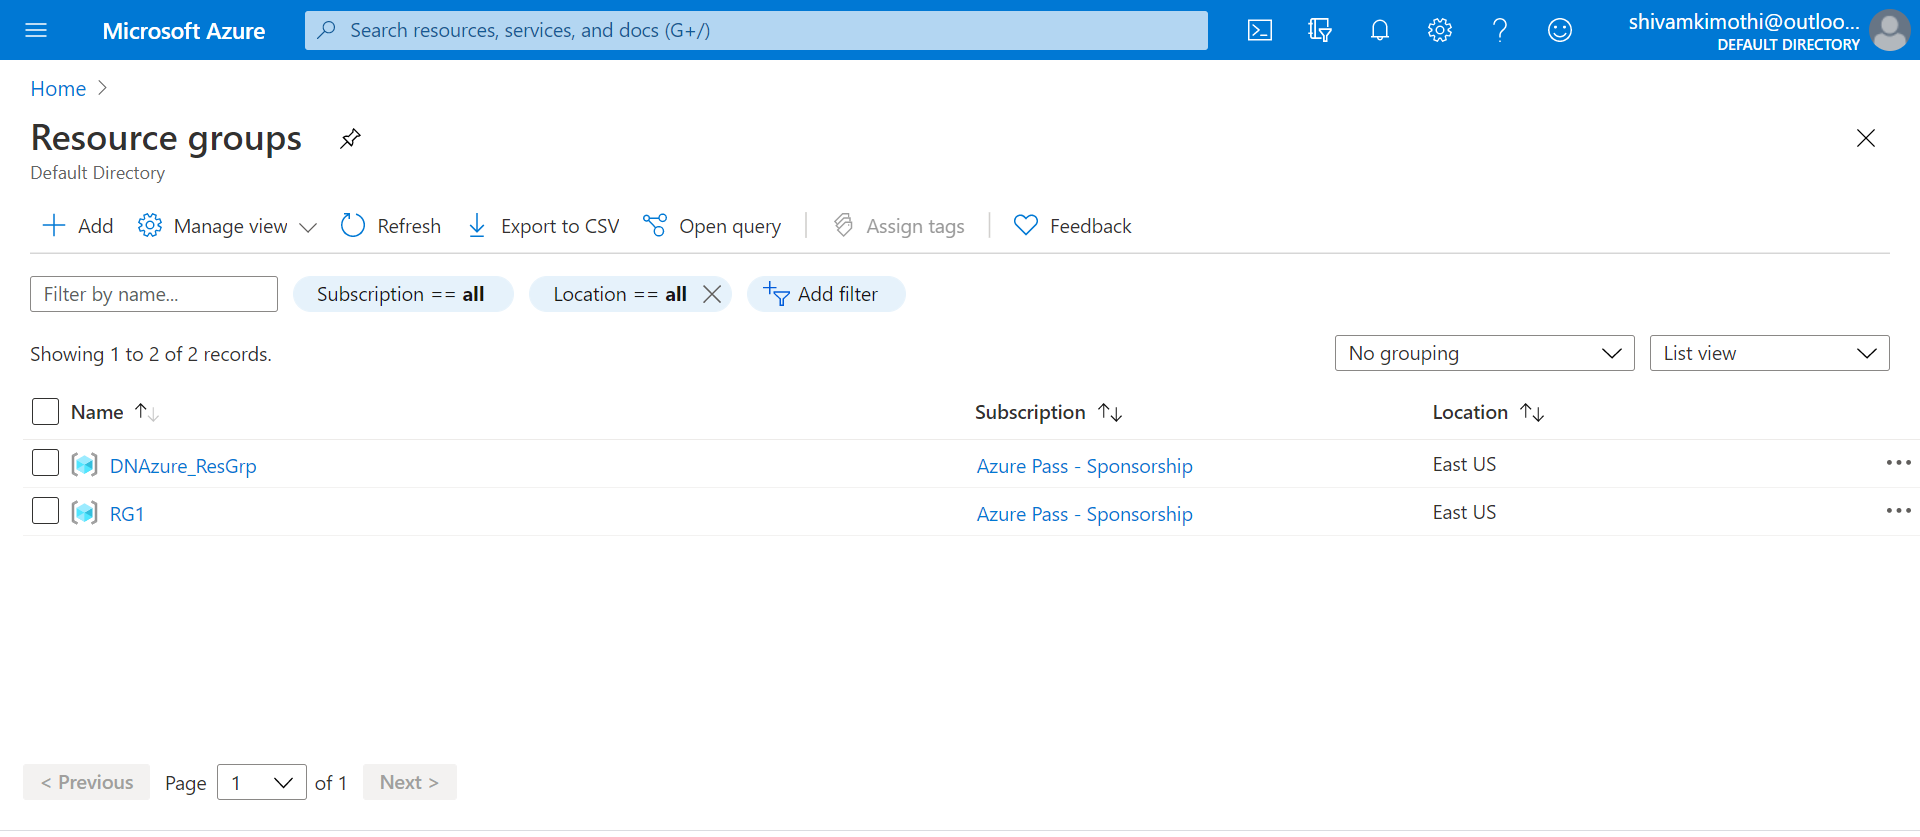 Microsoft Azure
Search resources, services, and docs (G+/)
shivamkimothi@outloo...
DEFAULT DIRECTORY
Home >
Resource groups
Default Directory
+ Add Manage view Refresh Export to CSV Open query Assign tags Feedback
Filter by name... Subscription == all Location == all Add filter
Showing 1 to 2 of 2 records.
No grouping List view
Name Subscription Location
DNAzure_ResGrp Azure Pass - Sponsorship East US
RG1 Azure Pass - Sponsorship East US
< Previous Page 1 of 1 Next >